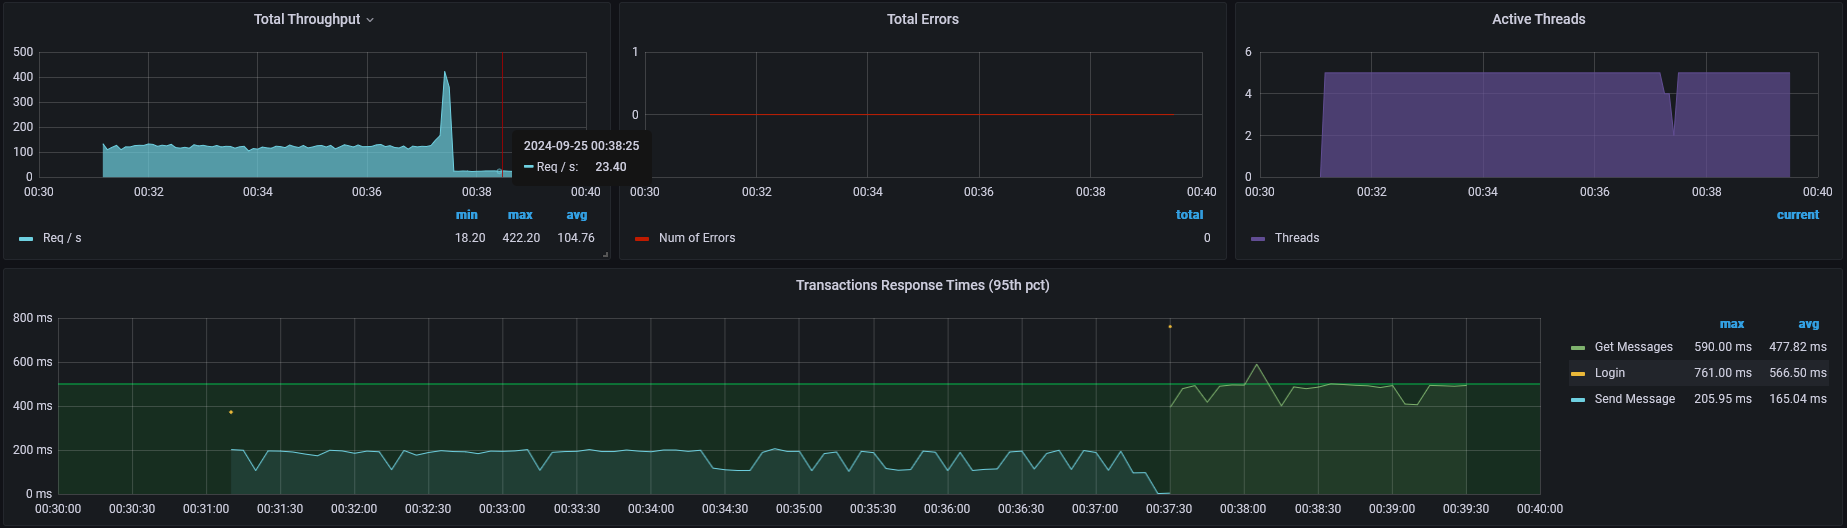 Total Throughput
500
400
300
200
100
0
00:30 00:32 00:34 00:36 00:38 00:40
2024-09-25 00:38:25
Req / s: 23.40
min max avg
Req / s 18.20 422.20 104.76
Total Errors
1
0
00:30 00:32 00:34 00:36 00:38 00:40
total
Num of Errors 0
Active Threads
6
4
2
0
00:30 00:32 00:34 00:36 00:38 00:40
current
Threads
Transactions Response Times (95th pct)
800 ms
600 ms
400 ms
200 ms
0 ms
00:30:00 00:30:30 00:31:00 00:31:30 00:32:00 00:32:30 00:33:00 00:33:30 00:34:00 00:34:30 00:35:00 00:35:30 00:36:00 00:36:30 00:37:00 00:37:30 00:38:00 00:38:30 00:39:00 00:39:30 00:40:00
max avg
Get Messages 590.00 ms 477.82 ms
Login 761.00 ms 566.50 ms
Send Message 205.95 ms 165.04 ms